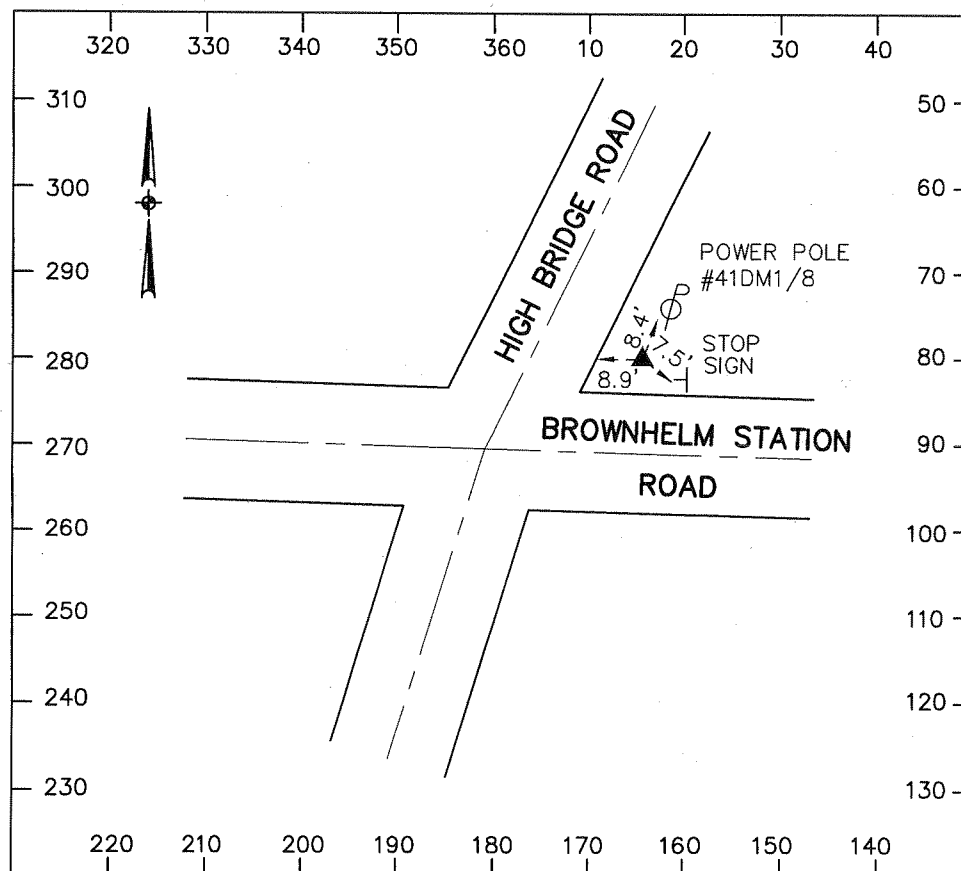 320 330 340 350 360 10 20 30 40
310 50
300 60
290 70
280 80
270 90
260 100
250 110
240 120
230 130
220 210 200 190 180 170 160 150 140
HIGH BRIDGE ROAD
POWER POLE
#41DM1/8
STOP
SIGN
8.4'
7.5'
8.9'
BROWNHELM STATION
ROAD